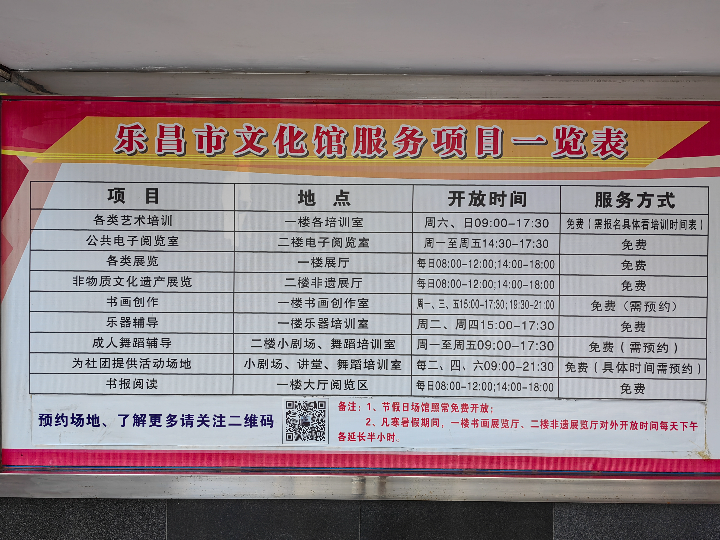 乐昌市文化馆服务项目一览表
项 目 地 点 开放时间 服务方式
各类艺术培训 一楼各培训室 周六、日09:00-17:30 免费（需报名具体看培训时间表）
公共电子阅览室 二楼电子阅览室 周一至周五14:30-17:30 免费
各类展览 一楼展厅 每日08:00-12:00;14:00-18:00 免费
非物质文化遗产展览 二楼非遗展厅 每日08:00-12:00;14:00-18:00 免费
书画创作 一楼书画创作室 周一、三、五15:00-17:30; 19:30-21:00 免费（需预约）
乐器辅导 一楼乐器培训室 周二、周四15:00-17:30 免费
成人舞蹈辅导 二楼小剧场、舞蹈培训室 周一至周五09:00-17:30 免费（需预约）
为社团提供活动场地 小剧场、讲堂、舞蹈培训室 每二、四、六09:00-21:30 免费（具体时间需预约）
书报阅读 一楼大厅阅览区 每日08:00-12:00;14:00-18:00 免费
预约场地、了解更多请关注二维码
备注：1、节假日场馆照常免费开放；
2、凡寒暑假期间，一楼书画展览厅、二楼非遗展览厅对外开放时间每天下午
各延长半小时.